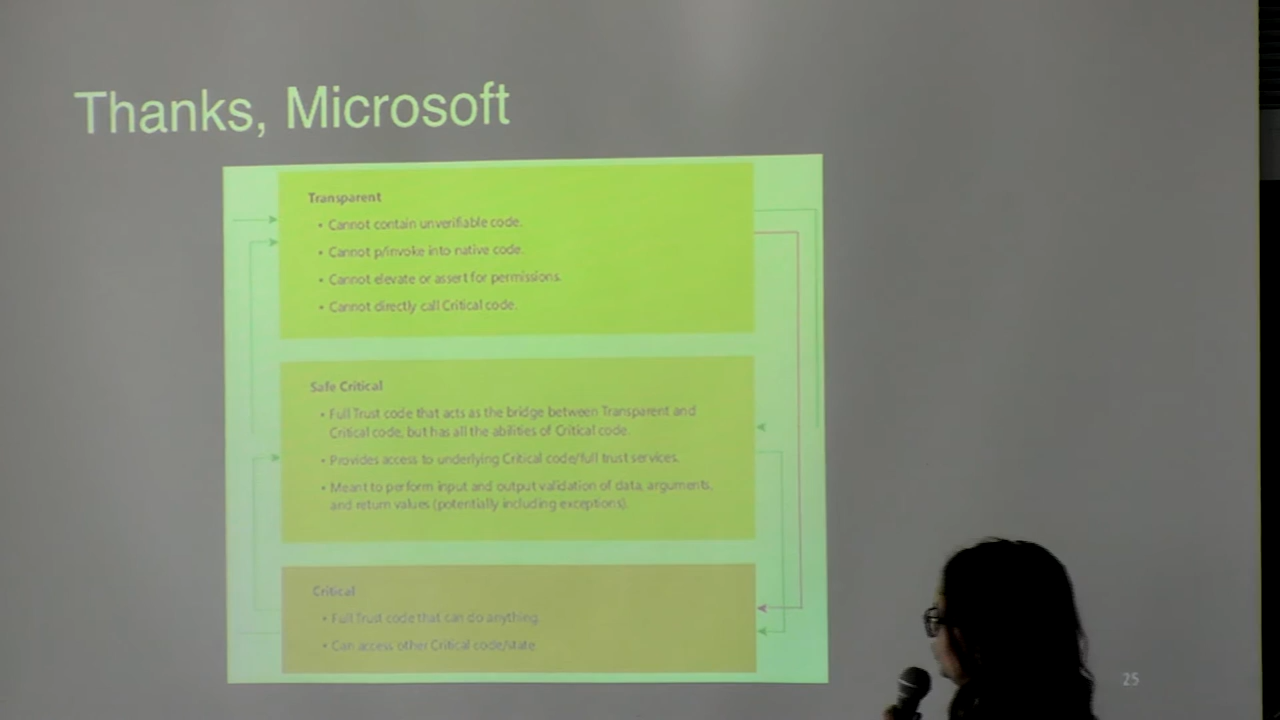 Thanks, Microsoft
Transparent
• Cannot contain unverifiable code.
• Cannot p/invoke into native code.
• Cannot elevate or assert for permissions.
• Cannot directly call Critical code.
Safe Critical
• Full Trust code that acts as the bridge between Transparent and
Critical code, but has all the abilities of Critical code.
• Provides access to underlying Critical code/full trust services.
• Meant to perform input and output validation of data, arguments,
and return values (potentially including exceptions).
Critical
• Full Trust code that can do anything.
• Can access other Critical code/state
25